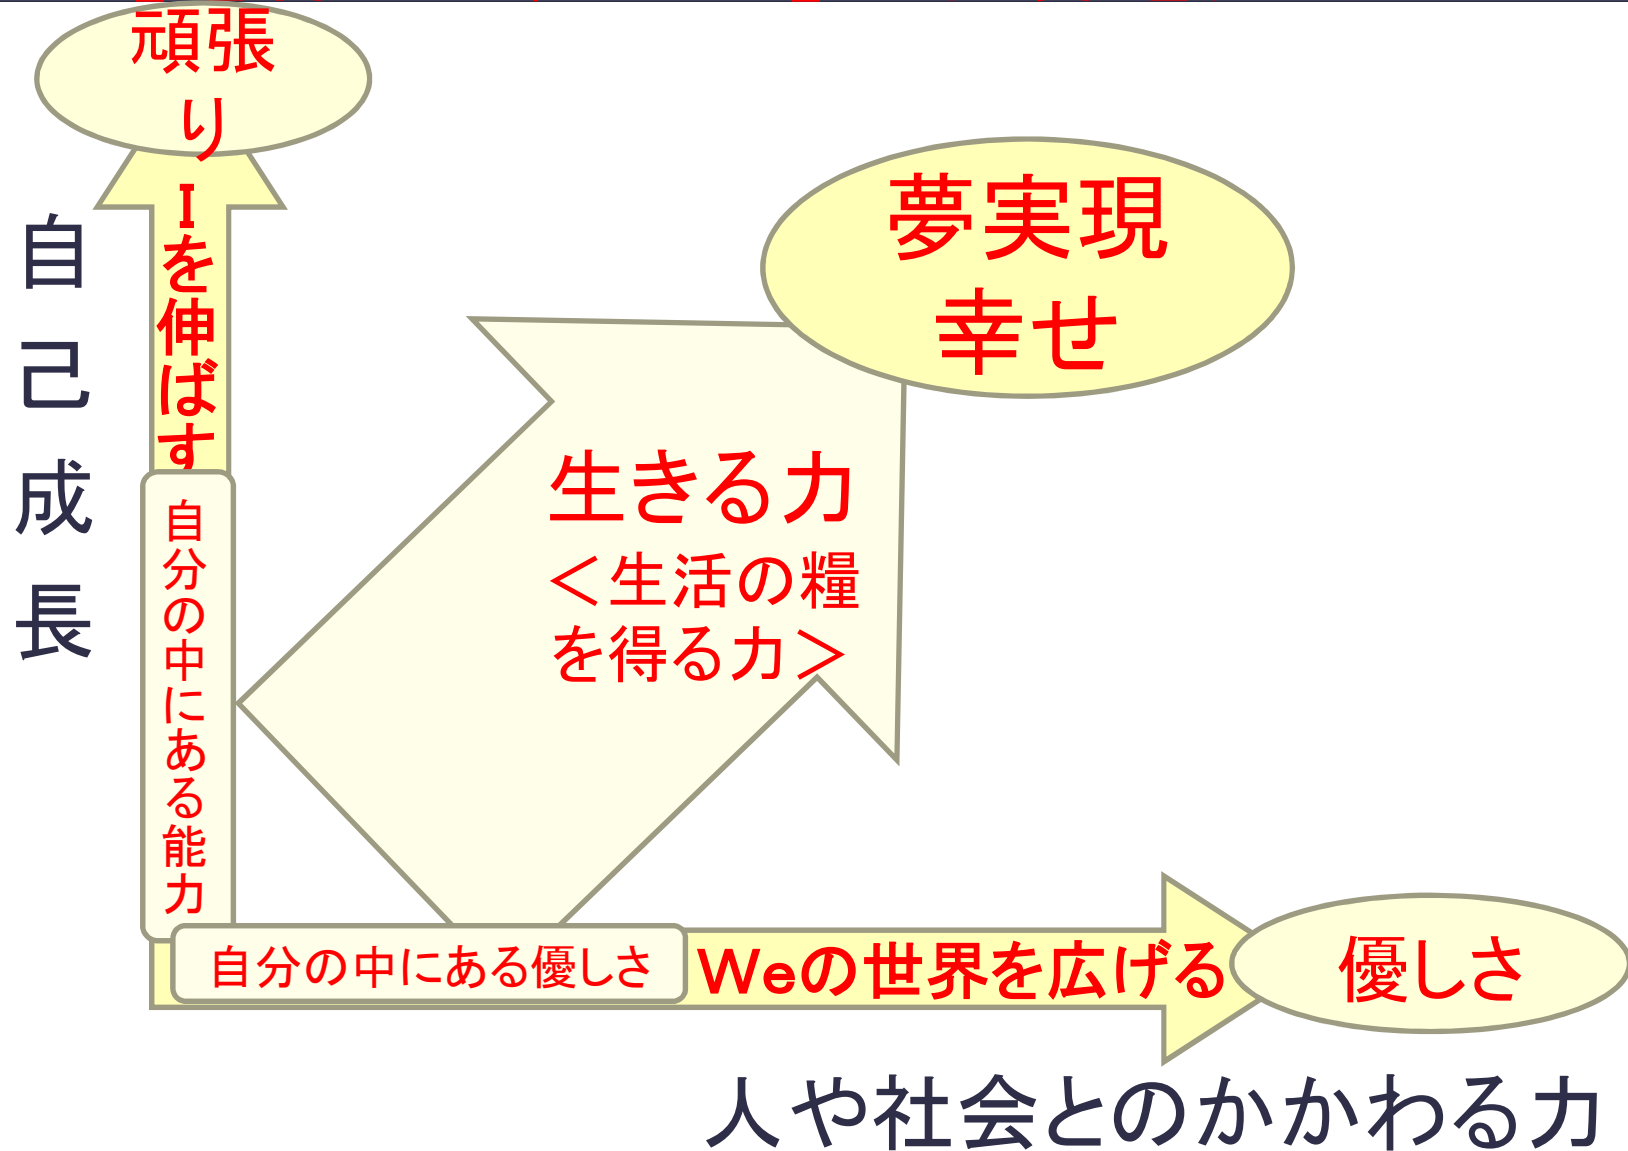 頑張
り
Iを伸ばす
自己成長
自分の中にある能力
夢実現
幸せ
生きる力
＜生活の糧
を得る力＞
自分の中にある優しさ
Weの世界を広げる
優しさ
人や社会とのかかわる力